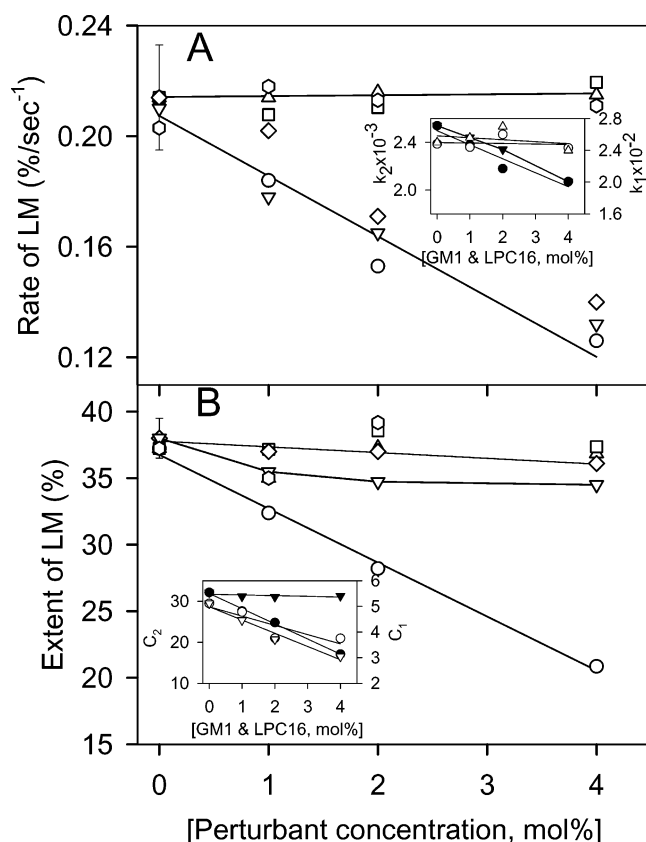 A
0.24
0.20
0.16
0.12
Rate of LM (%/sec⁻¹)
2.4
2.0
k₂x10⁻³
2.8
2.4
2.0
1.6
k₁x10⁻²
0 1 2 3 4
[GM1 & LPC16, mol%]
B
40
35
30
25
20
15
Extent of LM (%)
30
20
10
C₂
6
5
4
3
2
C₁
0 1 2 3 4
[GM1 & LPC16, mol%]
0 1 2 3 4
[Perturbant concentration, mol%]